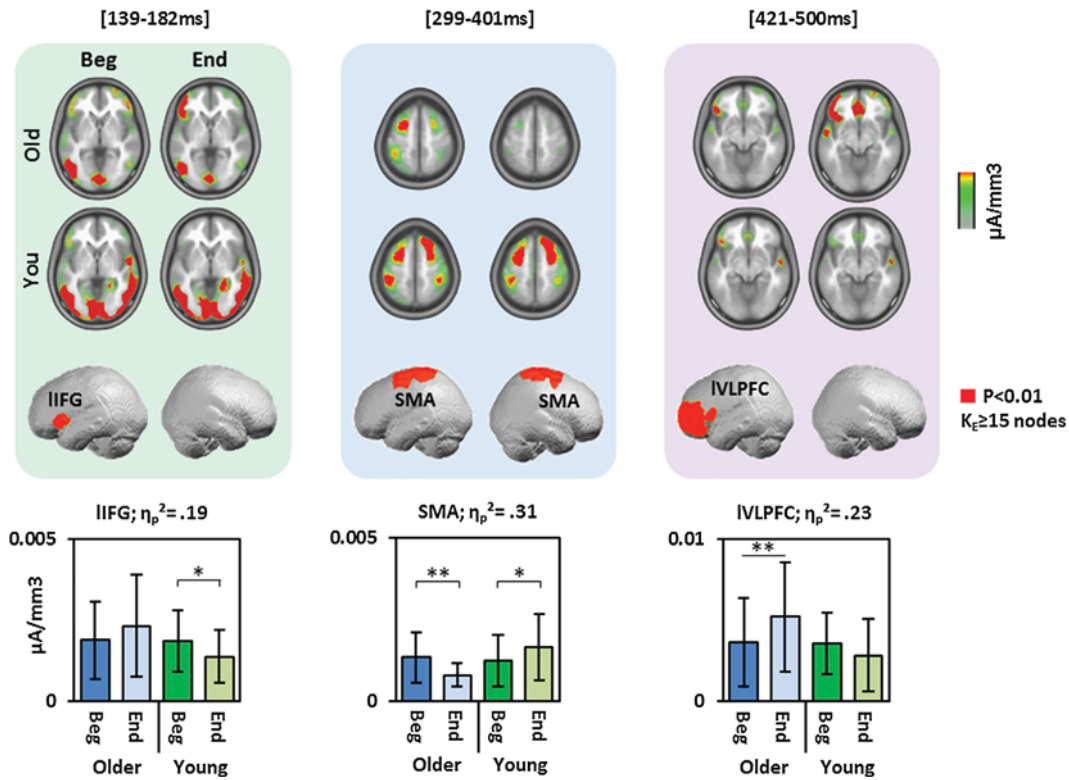 [139-182ms] [299-401ms] [421-500ms]
Beg End
Old
You
µA/mm3
lIFG SMA SMA lVLPFC
P<0.01
KE≥15 nodes
lIFG; ηp²= .19 SMA; ηp²= .31 lVLPFC; ηp²= .23
0.005 0.005 0.01
** * ** *
µA/mm3
0 0 0
Beg End Beg End Beg End Beg End Beg End Beg End
Older Young Older Young Older Young